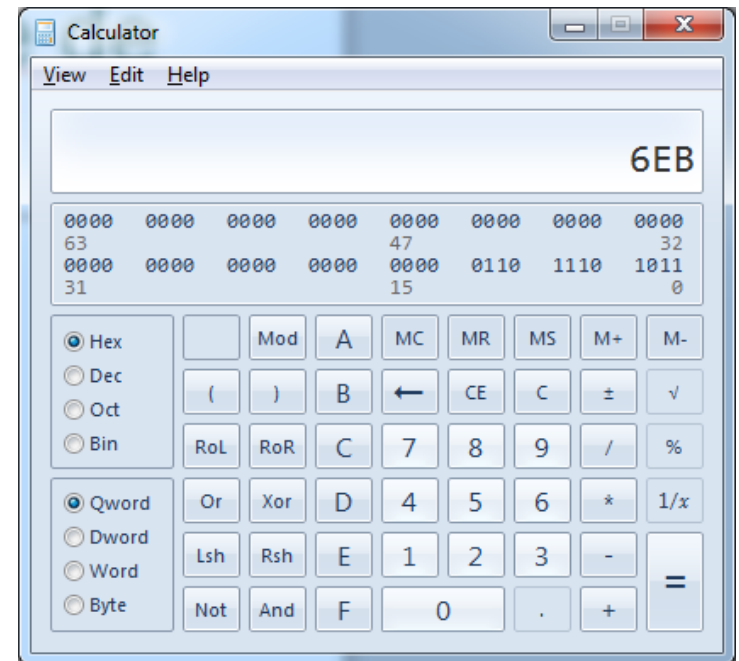 Calculator
View Edit Help
6EB
0000 0000 0000 0000 0000 0000 0000 0000
63 47 32
0000 0000 0000 0000 0000 0110 1110 1011
31 15 0
Hex Mod A MC MR MS M+ M-
Dec ( ) B ← CE C ± √
Oct
Bin RoL RoR C 7 8 9 / %
Qword Or Xor D 4 5 6 * 1/x
Dword Lsh Rsh E 1 2 3 - =
Word
Byte Not And F 0 . +